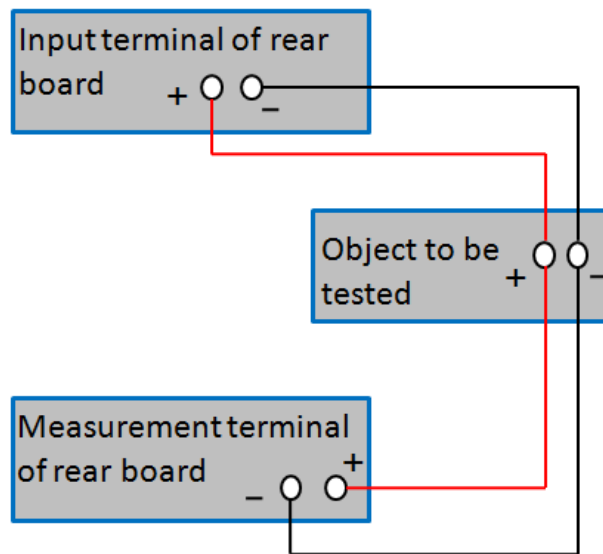 Input terminal of rear
board
+
−
Object to be
tested
+
−
Measurement terminal
of rear board
−
+